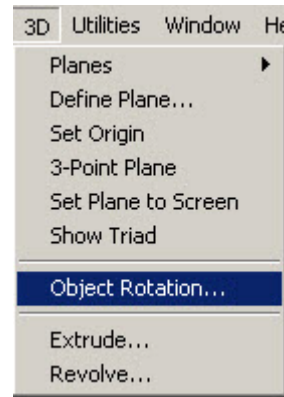 3D Utilities Window He
Planes
Define Plane...
Set Origin
3-Point Plane
Set Plane to Screen
Show Triad
Object Rotation...
Extrude...
Revolve...